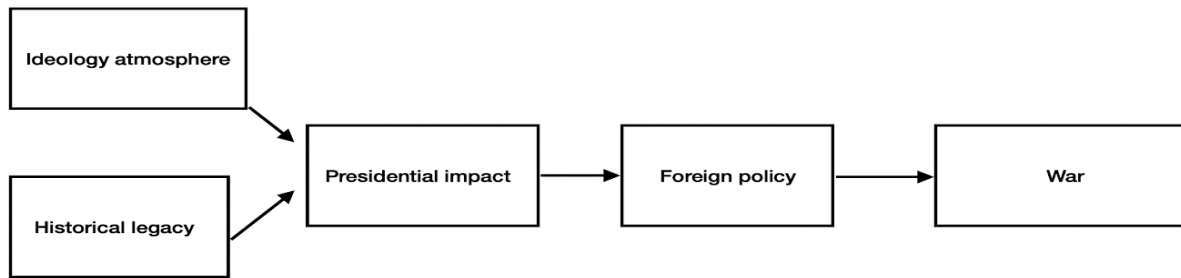 Ideology atmosphere
Historical legacy
Presidential impact
Foreign policy
War